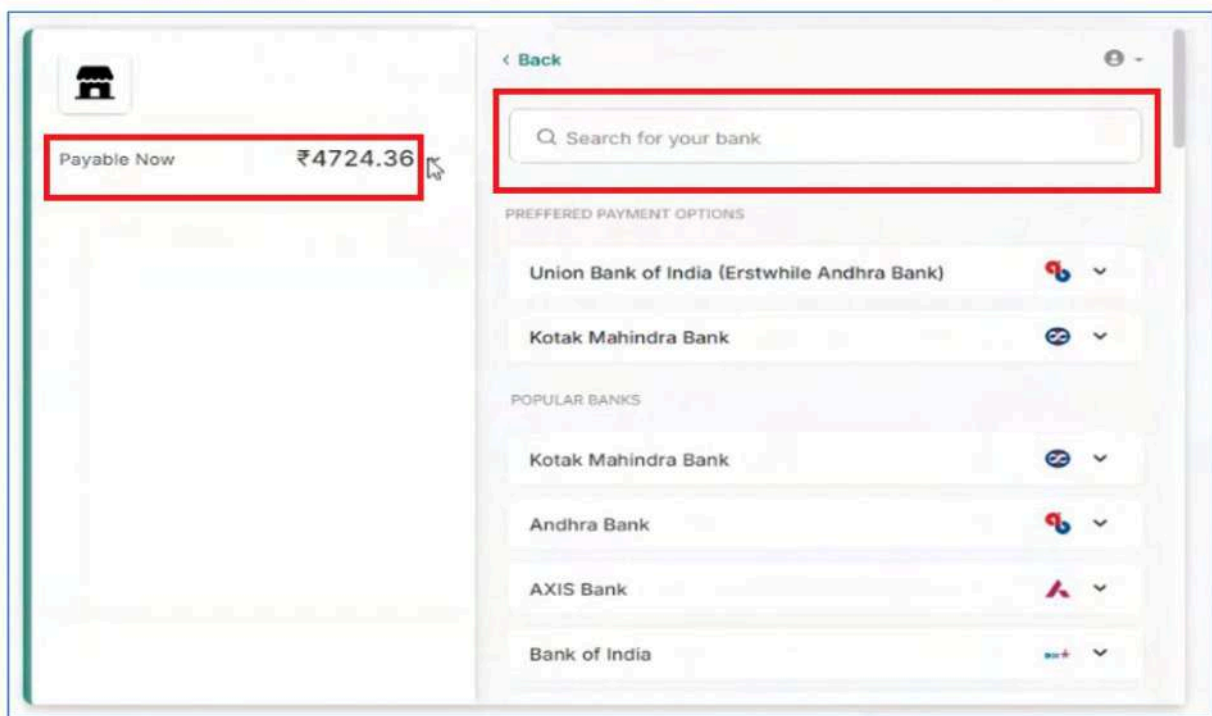 Payable Now ₹4724.36
< Back
Search for your bank
PREFFERED PAYMENT OPTIONS
Union Bank of India (Erstwhile Andhra Bank)
Kotak Mahindra Bank
POPULAR BANKS
Kotak Mahindra Bank
Andhra Bank
AXIS Bank
Bank of India